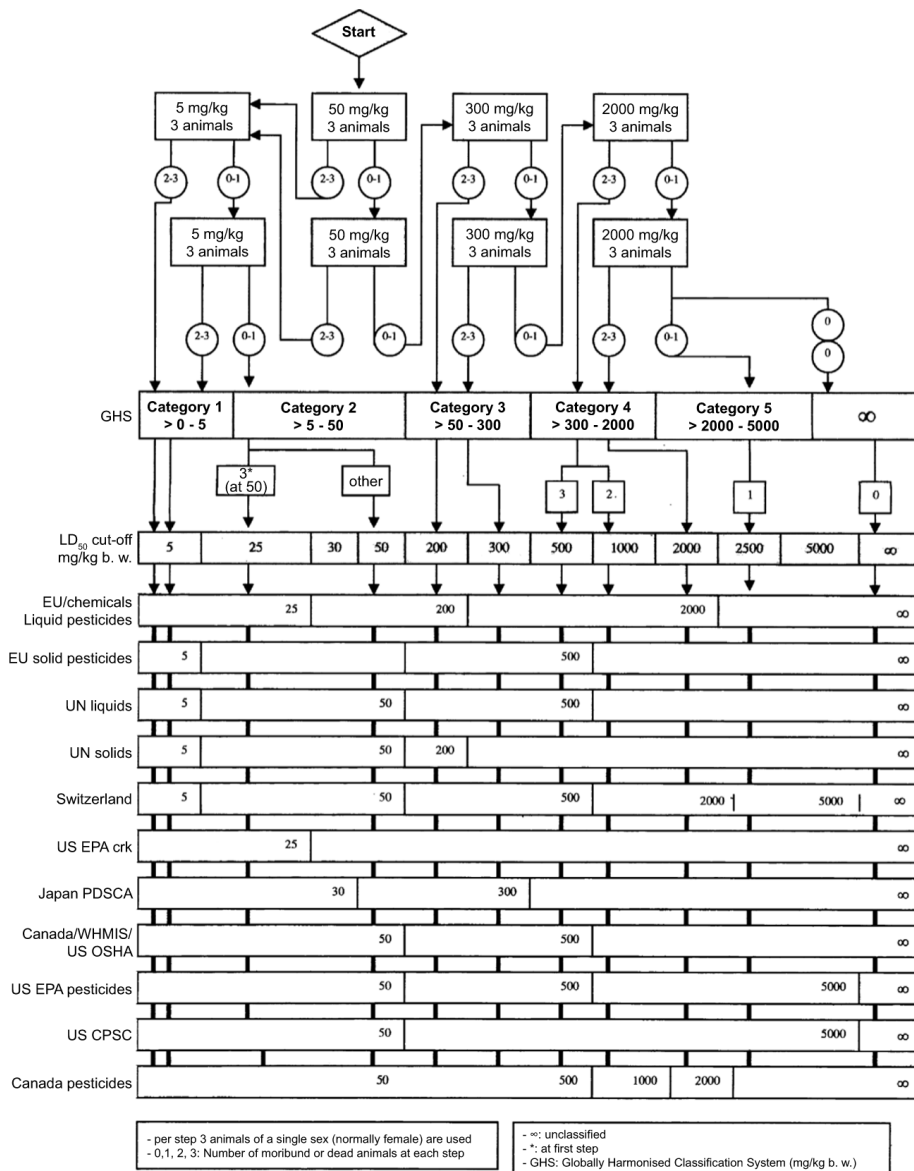 Start
5 mg/kg
3 animals
50 mg/kg
3 animals
300 mg/kg
3 animals
2000 mg/kg
3 animals
2-3
0-1
2-3
0-1
2-3
0-1
2-3
0-1
5 mg/kg
3 animals
50 mg/kg
3 animals
300 mg/kg
3 animals
2000 mg/kg
3 animals
2-3
0-1
2-3
0-1
2-3
0-1
2-3
0-1
0
0
GHS
Category 1
> 0 - 5
Category 2
> 5 - 50
Category 3
> 50 - 300
Category 4
> 300 - 2000
Category 5
> 2000 - 5000
∞
3*
(at 50)
other
3
2.
1
0
LD50 cut-off
mg/kg b. w.
5 25 30 50 200 300 500 1000 2000 2500 5000 ∞
EU/chemicals
Liquid pesticides
25 200 2000 ∞
EU solid pesticides 5 500 ∞
UN liquids 5 50 500 ∞
UN solids 5 50 200 ∞
Switzerland 5 50 500 2000 5000 ∞
US EPA crk 25 ∞
Japan PDSCA 30 300 ∞
Canada/WHMIS/
US OSHA
50 500 ∞
US EPA pesticides 50 500 5000 ∞
US CPSC 50 5000 ∞
Canada pesticides 50 500 1000 2000 ∞
- per step 3 animals of a single sex (normally female) are used
- 0,1, 2, 3: Number of moribund or dead animals at each step
- ∞: unclassified
- *: at first step
- GHS: Globally Harmonised Classification System (mg/kg b. w.)